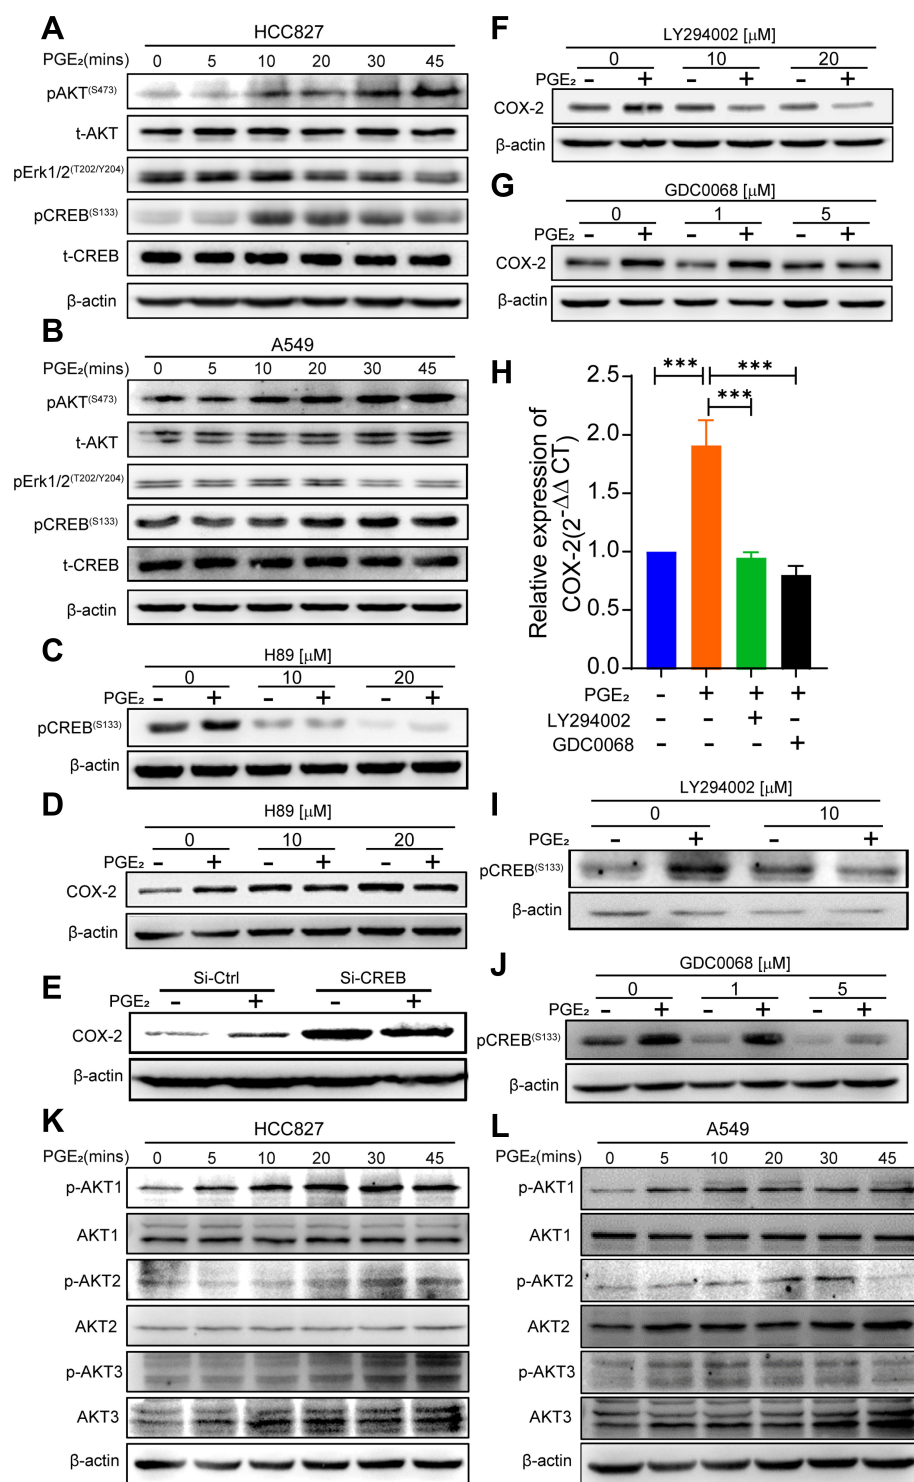 A
HCC827
PGE₂(mins) 0 5 10 20 30 45
pAKT(S473)
t-AKT
pErk1/2(T202/Y204)
pCREB(S133)
t-CREB
β-actin
B
A549
PGE₂(mins) 0 5 10 20 30 45
pAKT(S473)
t-AKT
pErk1/2(T202/Y204)
pCREB(S133)
t-CREB
β-actin
C
H89 [μM]
0 10 20
PGE₂ - + - + - +
pCREB(S133)
β-actin
D
H89 [μM]
0 10 20
PGE₂ - + - + - +
COX-2
β-actin
E
Si-Ctrl Si-CREB
PGE₂ - + - +
COX-2
β-actin
F
LY294002 [μM]
0 10 20
PGE₂ - + - + - +
COX-2
β-actin
G
GDC0068 [μM]
0 1 5
PGE₂ - + - + - +
COX-2
β-actin
H
Relative expression of
COX-2(2-ΔΔ CT)
2.5
2.0
1.5
1.0
0.5
0.0
*** ***
***
PGE₂ - + + +
LY294002 - - + -
GDC0068 - - - +
I
LY294002 [μM]
0 10
PGE₂ - + - +
pCREB(S133)
β-actin
J
GDC0068 [μM]
0 1 5
PGE₂ - + - + - +
pCREB(S133)
β-actin
K
HCC827
PGE₂(mins) 0 5 10 20 30 45
p-AKT1
AKT1
p-AKT2
AKT2
p-AKT3
AKT3
β-actin
L
A549
PGE₂(mins) 0 5 10 20 30 45
p-AKT1
AKT1
p-AKT2
AKT2
p-AKT3
AKT3
β-actin